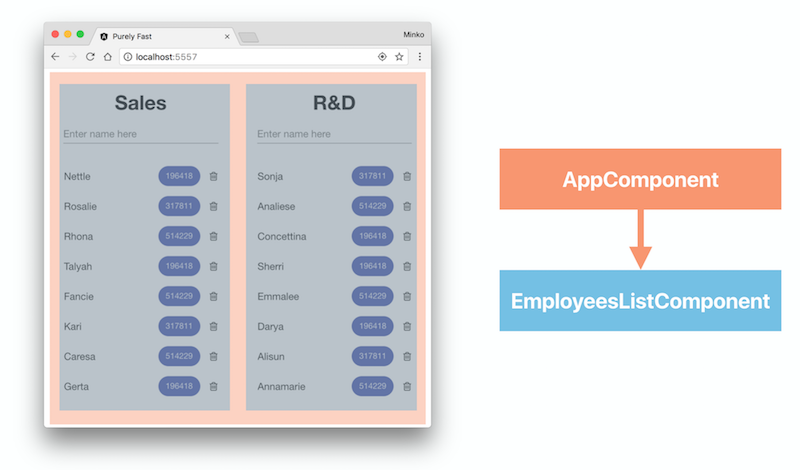 Purely Fast
Minko
localhost:5557
Sales
Enter name here
Nettle 196418
Rosalie 317811
Rhona 514229
Talyah 196418
Fancie 514229
Kari 317811
Caresa 514229
Gerta 196418
R&D
Enter name here
Sonja 317811
Analiese 514229
Concettina 196418
Sherri 196418
Emmalee 514229
Darya 196418
Alisun 317811
Annamarie 514229
AppComponent
EmployeesListComponent